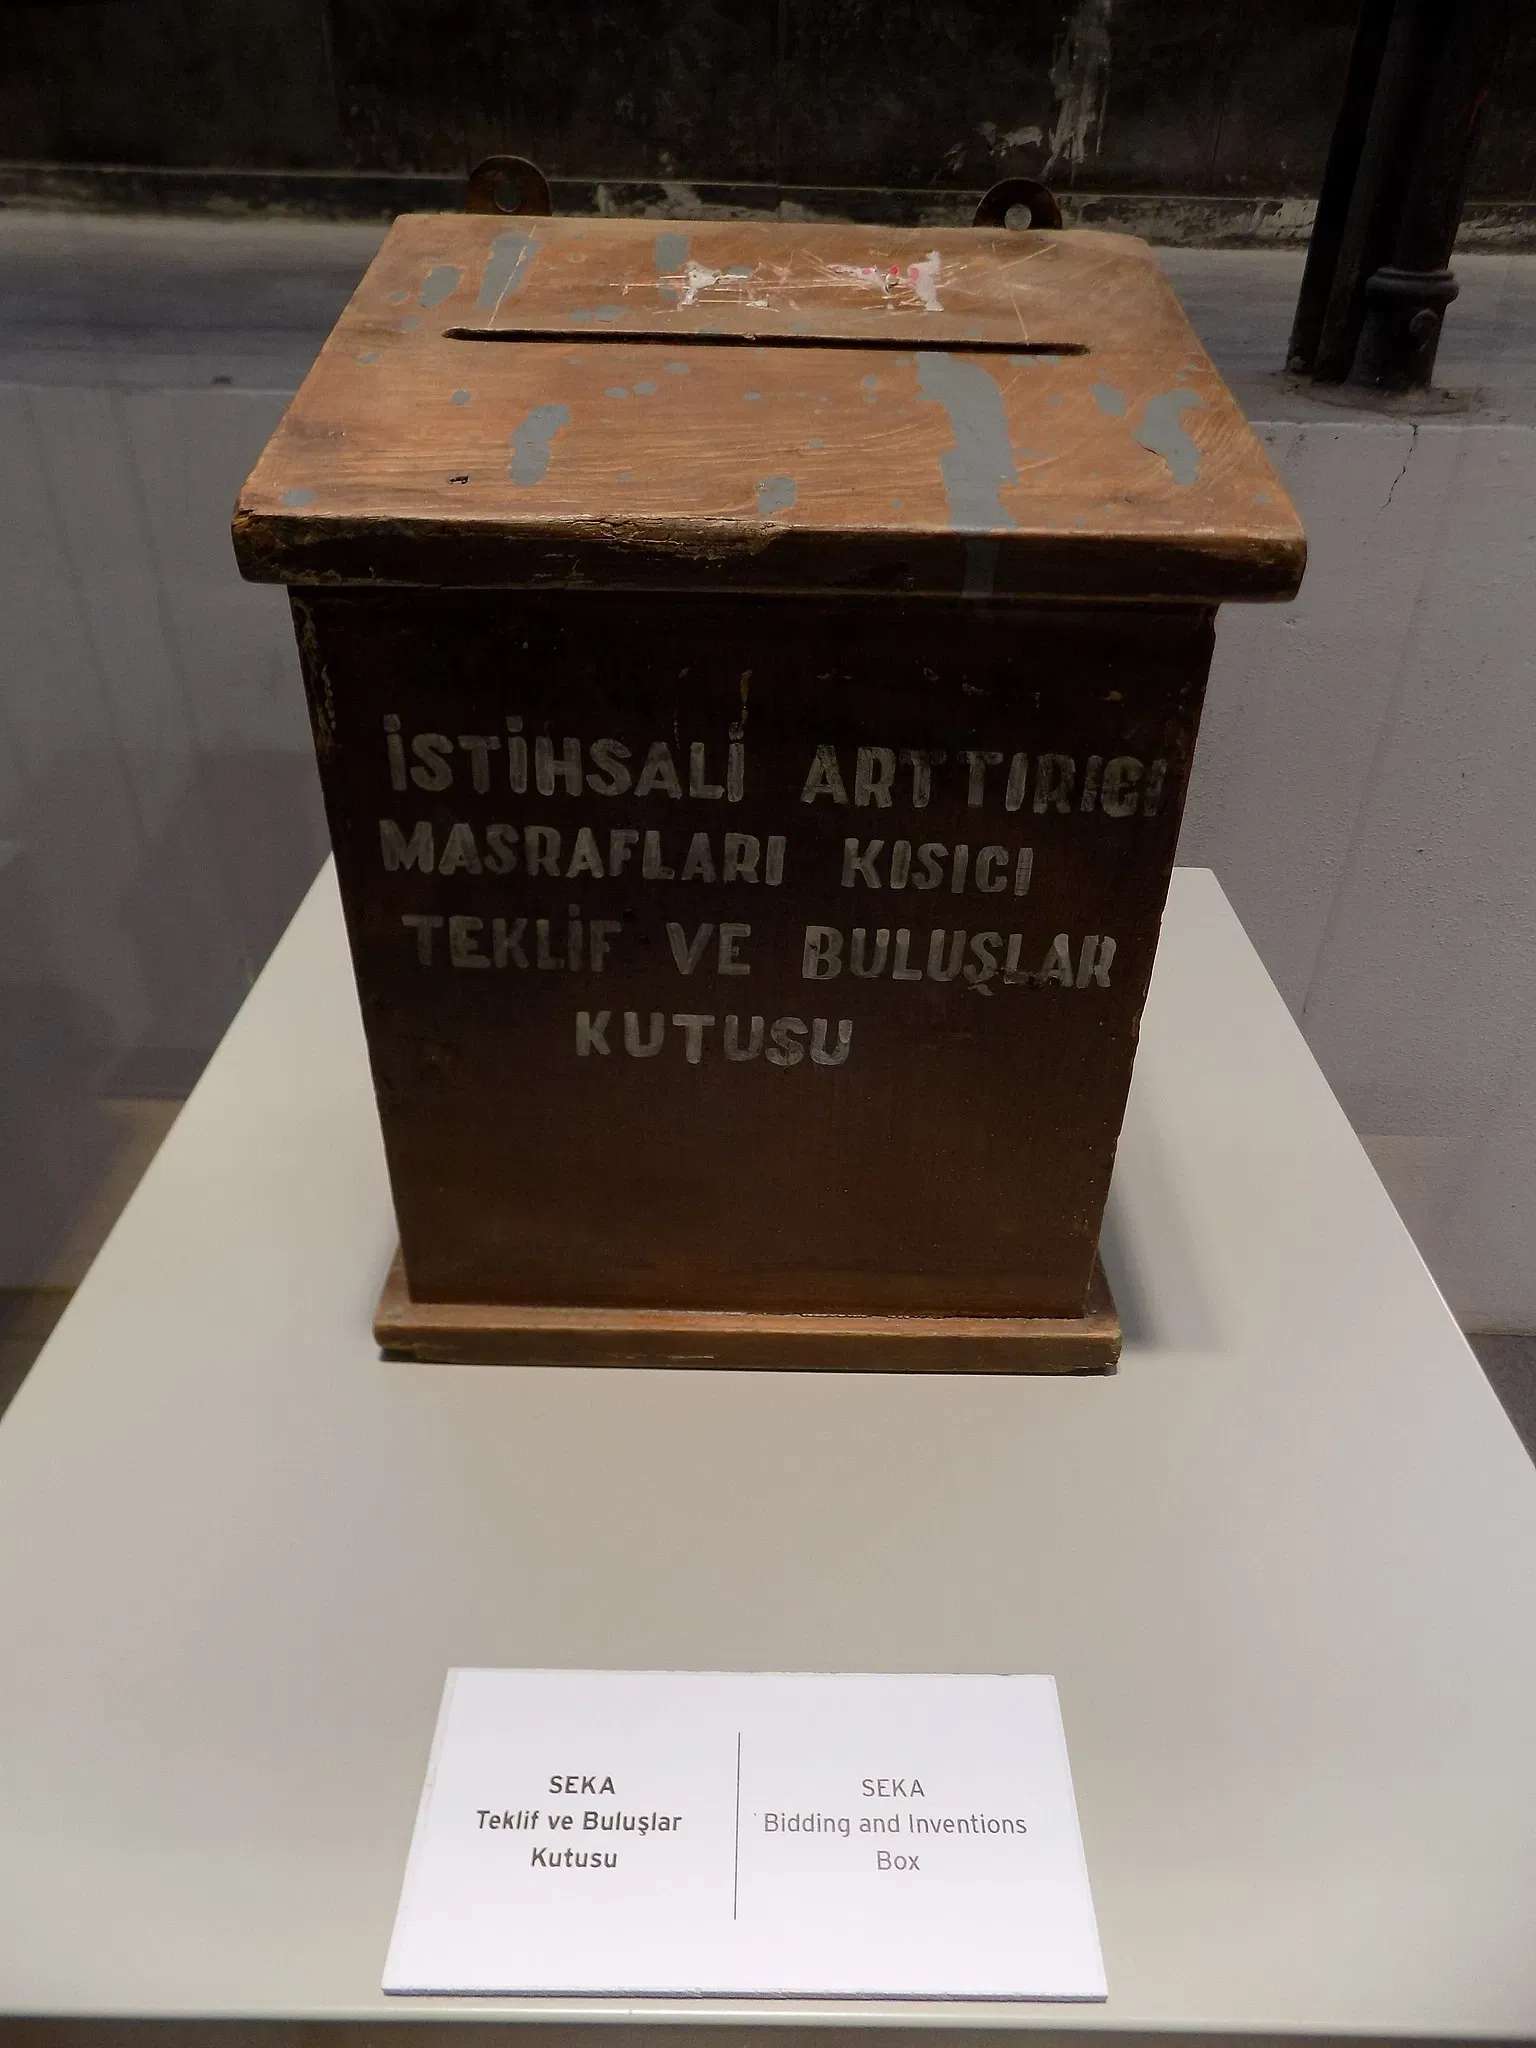 İSTİHSALİ ARTTIRICI
MASRAFLARI KISICI
TEKLİF VE BULUŞLAR
KUTUSU
SEKA
Teklif ve Buluşlar
Kutusu
SEKA
Bidding and Inventions
Box